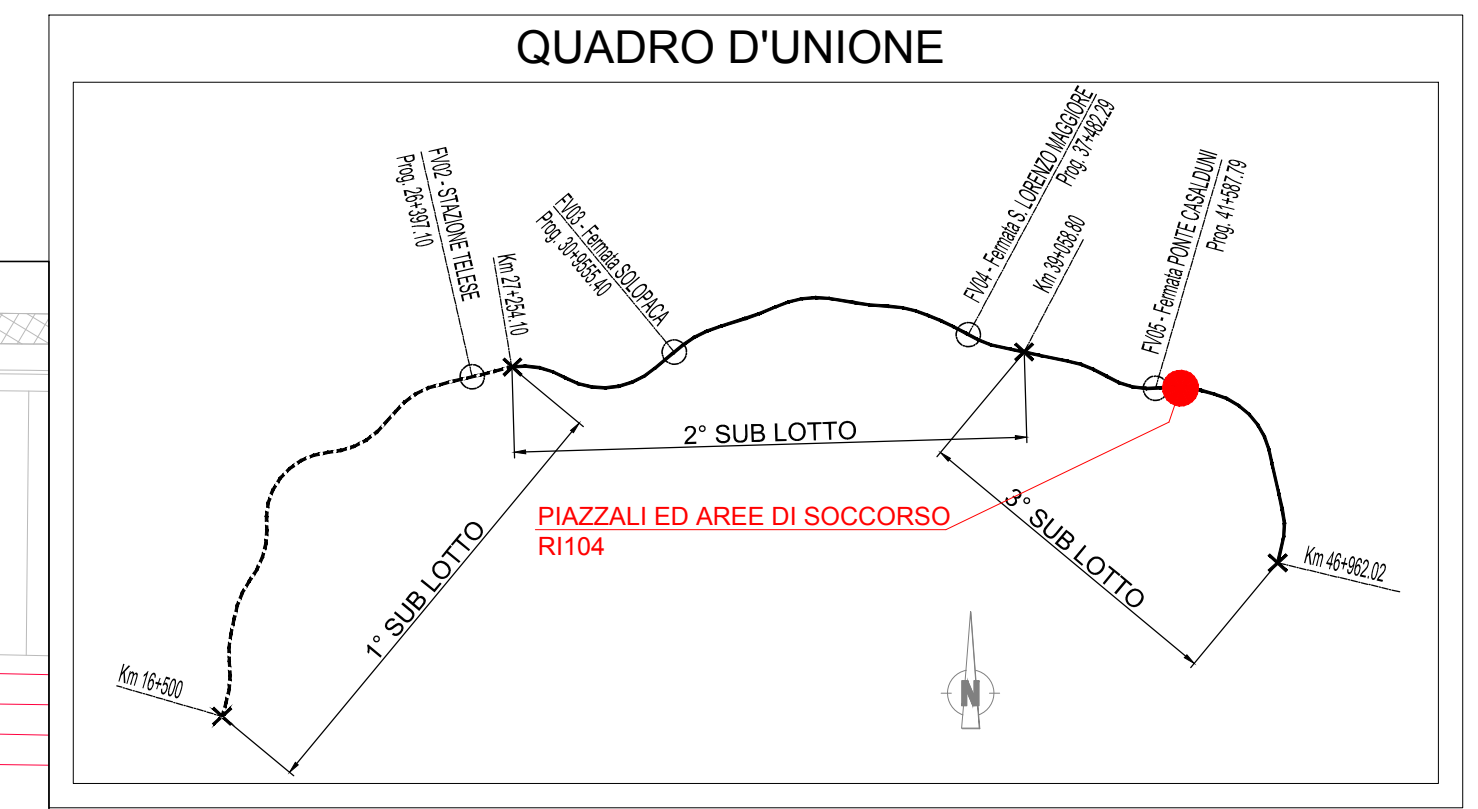 QUADRO D'UNIONE
FV02 - STAZIONE TELESE
Prog. 26+397.10
Km 27+254.10
FV03 - Fermata SOLOPACA
Prog. 30+9555.40
FV04 - Fermata S. LORENZO MAGGIORE
Prog. 37+482.29
Km 39+058.80
FV05 - Fermata PONTE CASALDUNI
Prog. 41+587.79
2° SUB LOTTO
PIAZZALI ED AREE DI SOCCORSO
RI104
3° SUB LOTTO
1° SUB LOTTO
Km 46+962.02
Km 16+500
N